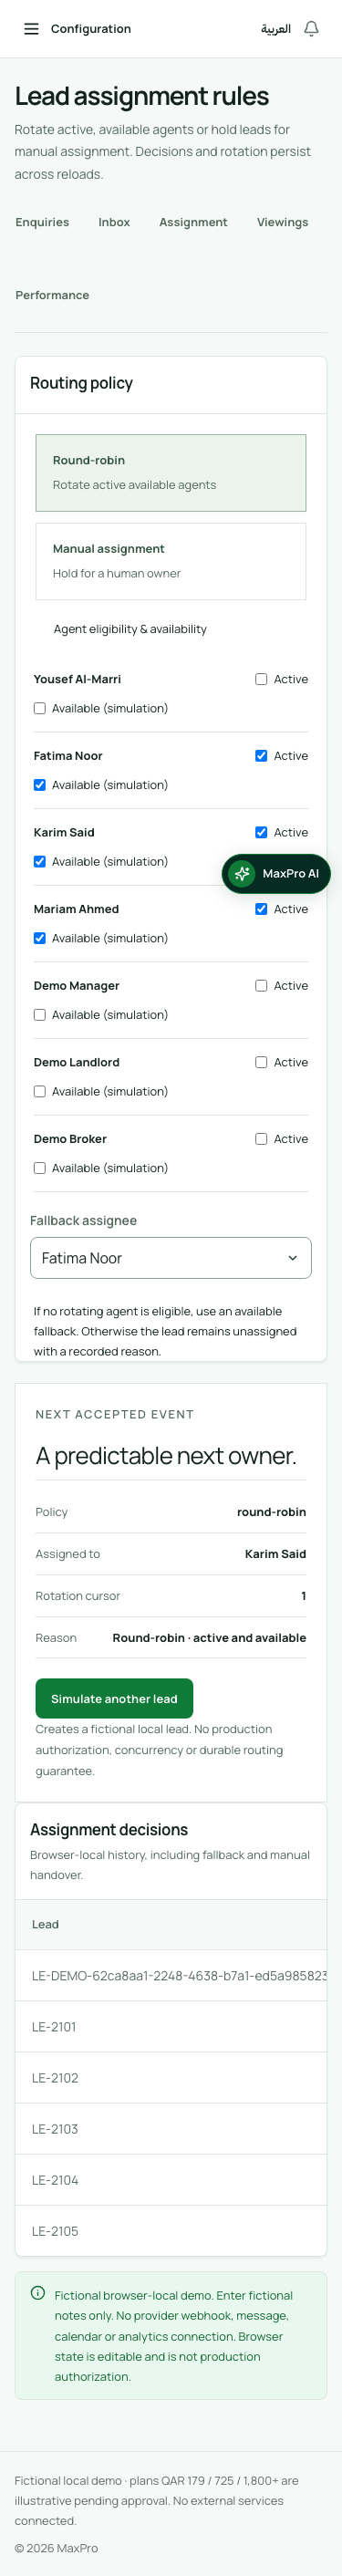 Configuration
العربية
Lead assignment rules
Rotate active, available agents or hold leads for
manual assignment. Decisions and rotation persist
across reloads.
Enquiries Inbox Assignment Viewings
Performance
Routing policy
Round-robin
Rotate active available agents
Manual assignment
Hold for a human owner
Agent eligibility & availability
Yousef Al-Marri Active
Available (simulation)
Fatima Noor Active
Available (simulation)
Karim Said Active
Available (simulation)
MaxPro AI
Mariam Ahmed Active
Available (simulation)
Demo Manager Active
Available (simulation)
Demo Landlord Active
Available (simulation)
Demo Broker Active
Available (simulation)
Fallback assignee
Fatima Noor
If no rotating agent is eligible, use an available
fallback. Otherwise the lead remains unassigned
with a recorded reason.
NEXT ACCEPTED EVENT
A predictable next owner.
Policy round-robin
Assigned to Karim Said
Rotation cursor 1
Reason Round-robin · active and available
Simulate another lead
Creates a fictional local lead. No production
authorization, concurrency or durable routing
guarantee.
Assignment decisions
Browser-local history, including fallback and manual
handover.
Lead
LE-DEMO-62ca8aa1-2248-4638-b7a1-ed5a985823
LE-2101
LE-2102
LE-2103
LE-2104
LE-2105
Fictional browser-local demo. Enter fictional
notes only. No provider webhook, message,
calendar or analytics connection. Browser
state is editable and is not production
authorization.
Fictional local demo · plans QAR 179 / 725 / 1,800+ are
illustrative pending approval. No external services
connected.
© 2026 MaxPro